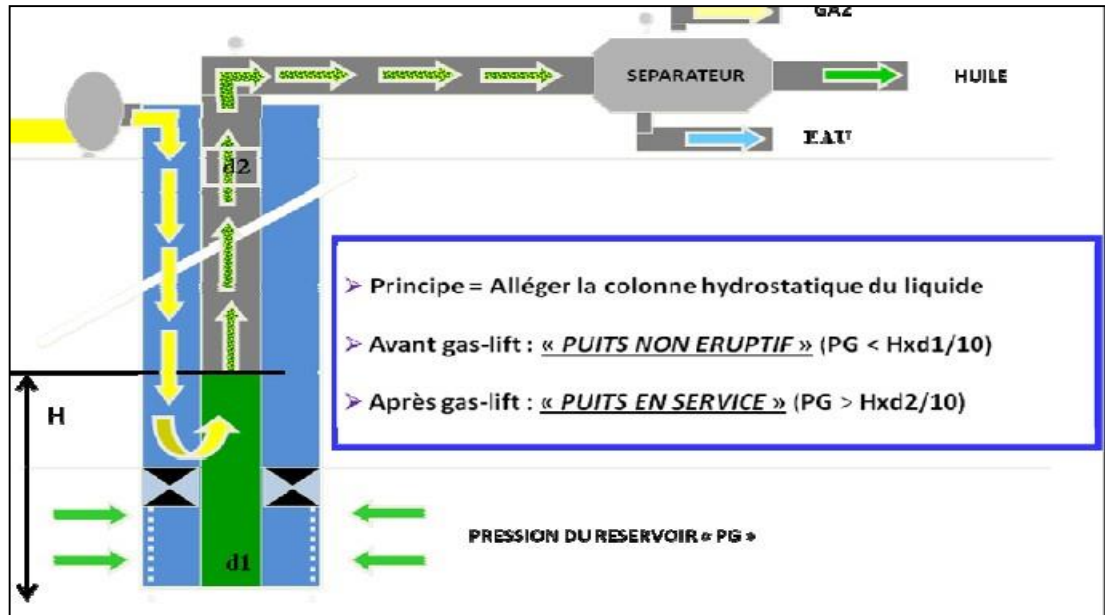 GAZ
SEPARATEUR
HUILE
EAU
d2
➢ Principe = Alléger la colonne hydrostatique du liquide
➢ Avant gas-lift : « PUITS NON ERUPTIF » (PG < Hxd1/10)
➢ Après gas-lift : « PUITS EN SERVICE » (PG > Hxd2/10)
H
PRESSION DU RESERVOIR « PG »
d1